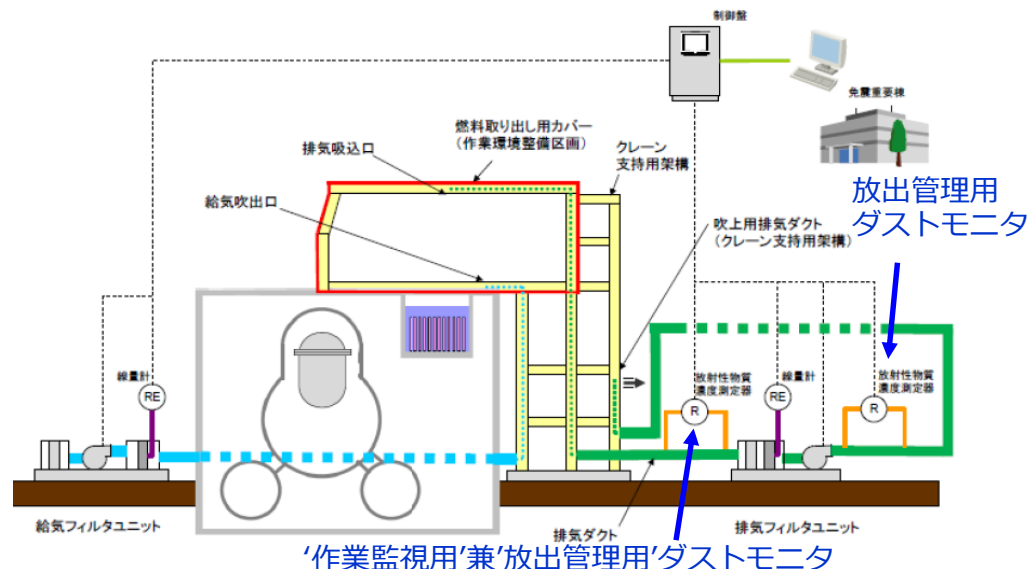 制御盤
免震重要棟
燃料取り出し用カバー
(作業環境整備区画)
排気吸込口
クレーン
支持用架構
給気吹出口
放出管理用
ダストモニタ
吹上用排気ダクト
(クレーン支持用架構)
線量計
RE
放射性物質
濃度測定器
R
線量計
RE
放射性物質
濃度測定器
R
給気フィルタユニット
排気ダクト
排気フィルタユニット
‘作業監視用’兼’放出管理用’ダストモニタ